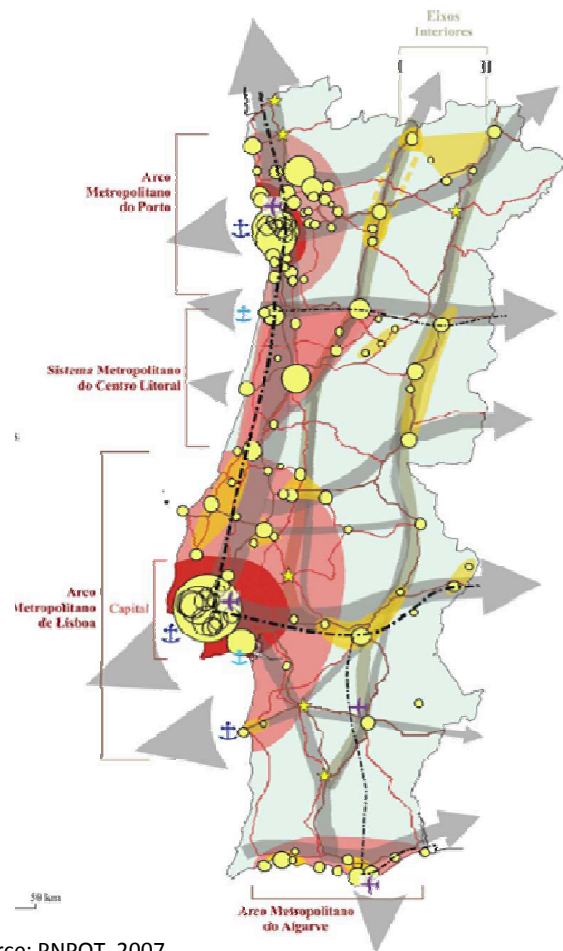 Eixos
Interiores
Arco
Metropolitano
do Porto
Sistema Metropolitano
do Centro Litoral
Arco
Metropolitano
de Lisboa
Capital
50 km
Arco Metropolitano
do Algarve
rce: PNPOT, 2007